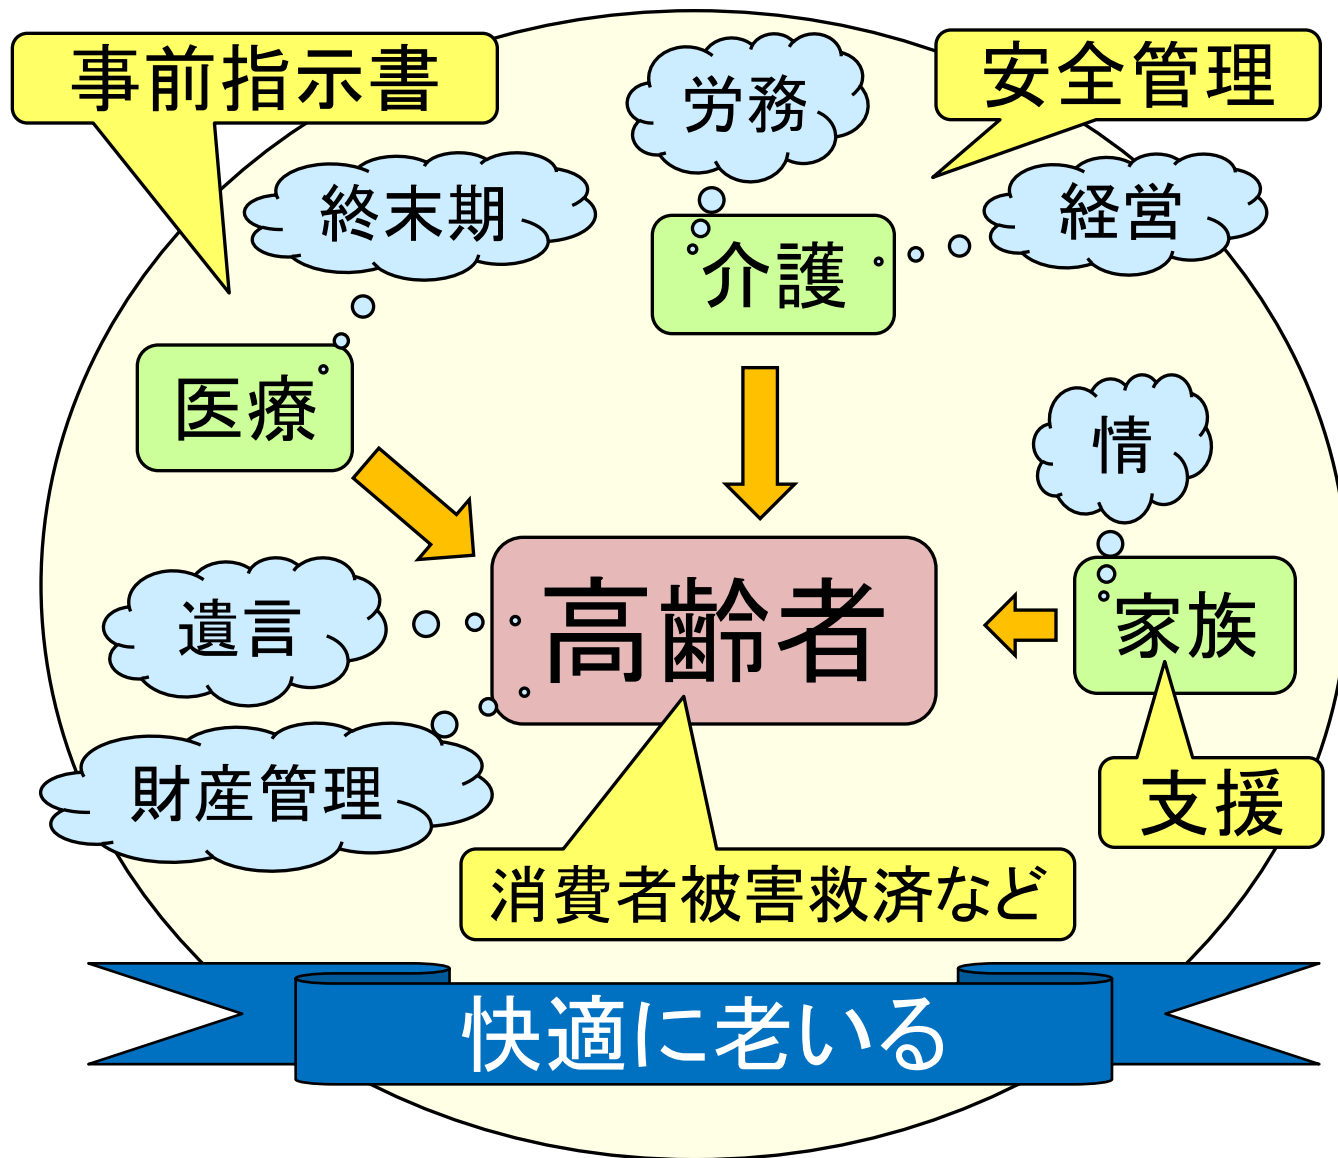 事前指示書
労務
安全管理
終末期
経営
介護
医療
情
高齢者
遺言
家族
財産管理
支援
消費者被害救済など
快適に老いる